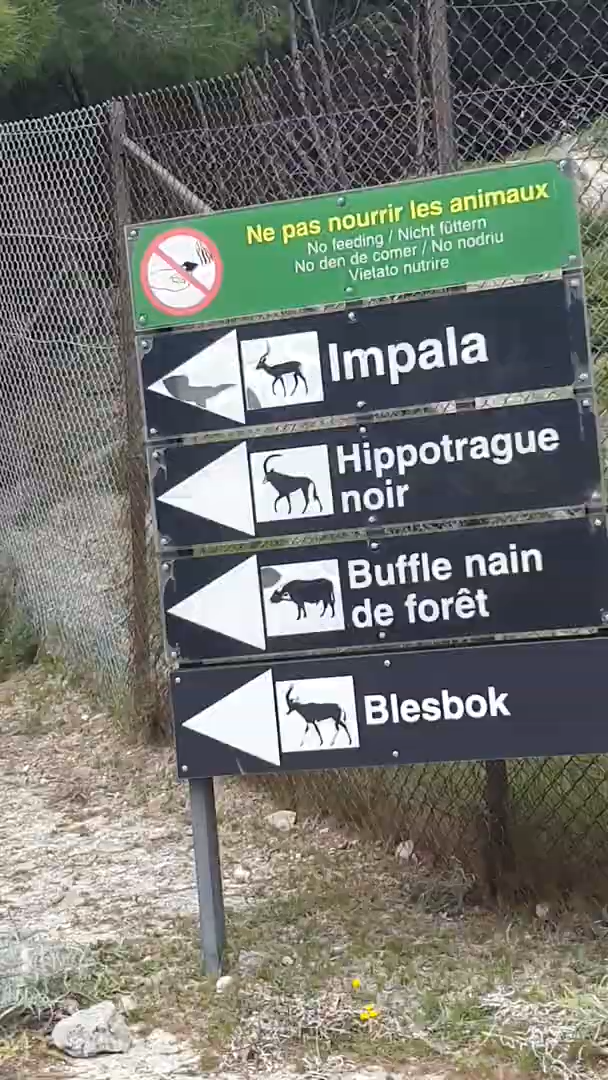 Ne pas nourrir les animaux
No feeding / Nicht füttern
No den de comer / No nodriu
Vietato nutrire
Impala
Hippotrague
noir
Buffle nain
de forêt
Blesbok